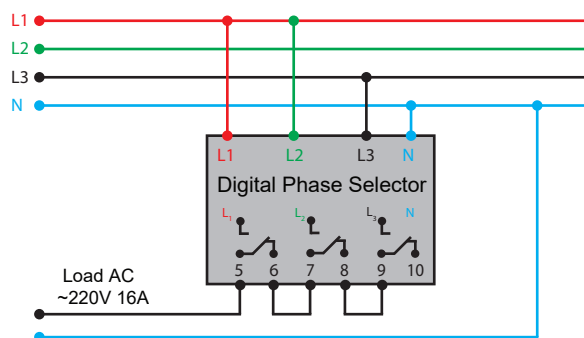 L1
L2
L3
N
L1 L2 L3 N
Digital Phase Selector
L₁ L₂ L₃ N
5 6 7 8 9 10
Load AC
~220V 16A